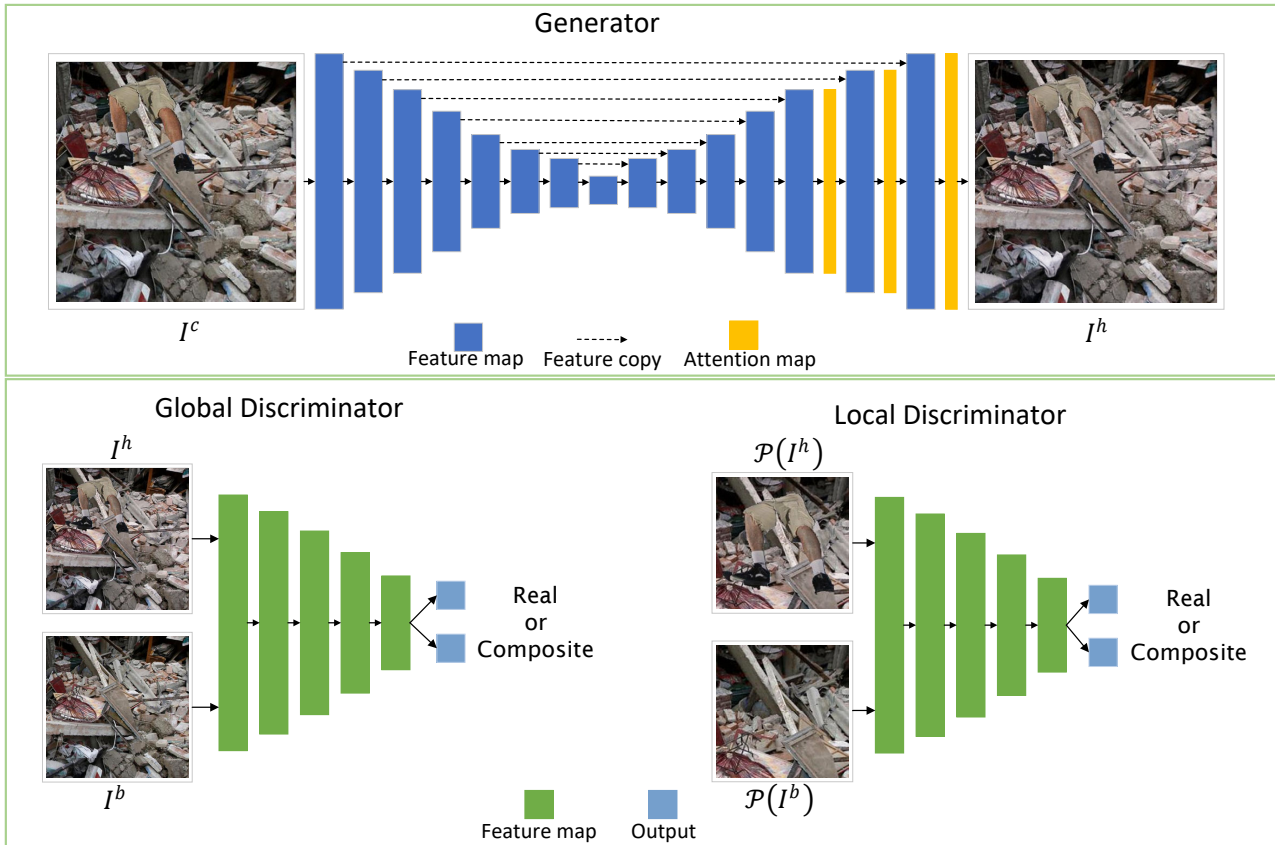 Generator
I^c
I^h
Feature map
Feature copy
Attention map
Global Discriminator
Local Discriminator
I^h
𝒫(I^h)
Real
or
Composite
Real
or
Composite
I^b
𝒫(I^b)
Feature map
Output